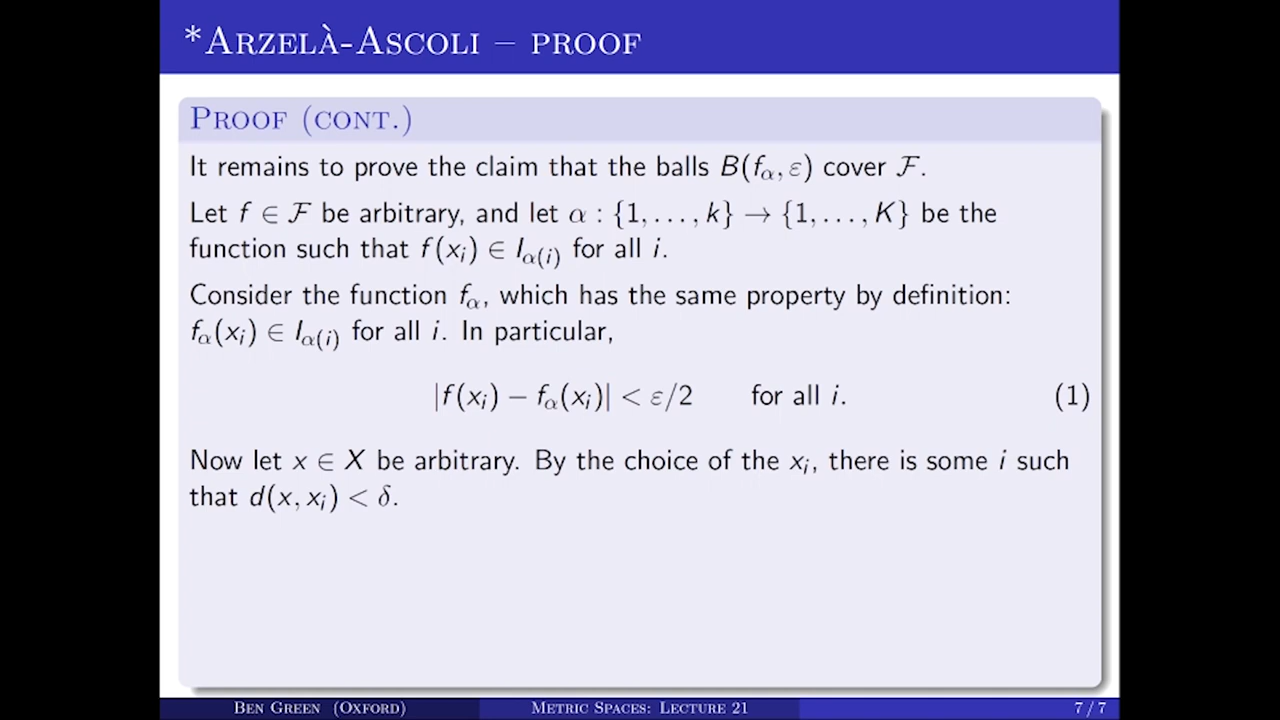 *Arzelà-Ascoli – proof
Proof (cont.)
It remains to prove the claim that the balls B(f_α, ε) cover ℱ.
Let f ∈ ℱ be arbitrary, and let α : {1, . . . , k} → {1, . . . , K} be the
function such that f(x_i) ∈ I_{α(i)} for all i.
Consider the function f_α, which has the same property by definition:
f_α(x_i) ∈ I_{α(i)} for all i. In particular,
|f(x_i) − f_α(x_i)| < ε/2 for all i. (1)
Now let x ∈ X be arbitrary. By the choice of the x_i, there is some i such
that d(x, x_i) < δ.
Ben Green (Oxford) Metric Spaces: Lecture 21 7 / 7